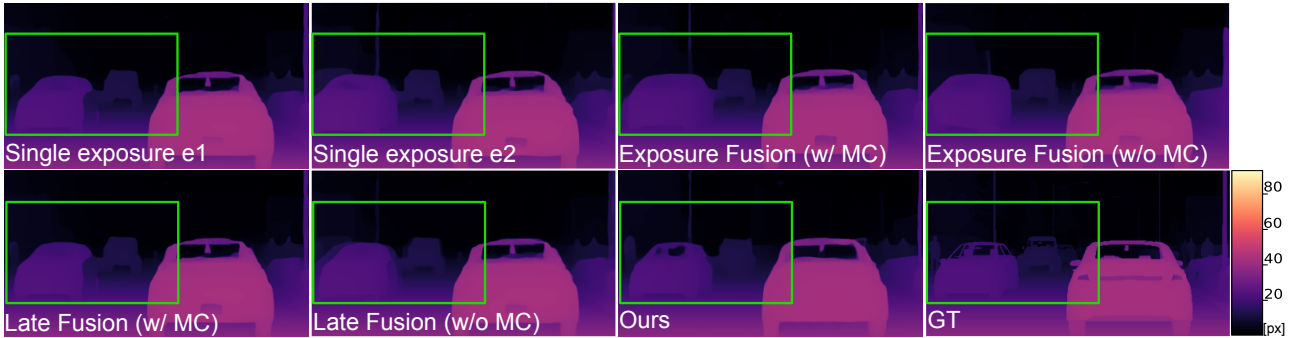 Single exposure e1
Single exposure e2
Exposure Fusion (w/ MC)
Exposure Fusion (w/o MC)
Late Fusion (w/ MC)
Late Fusion (w/o MC)
Ours
GT
80
60
40
20
[px]